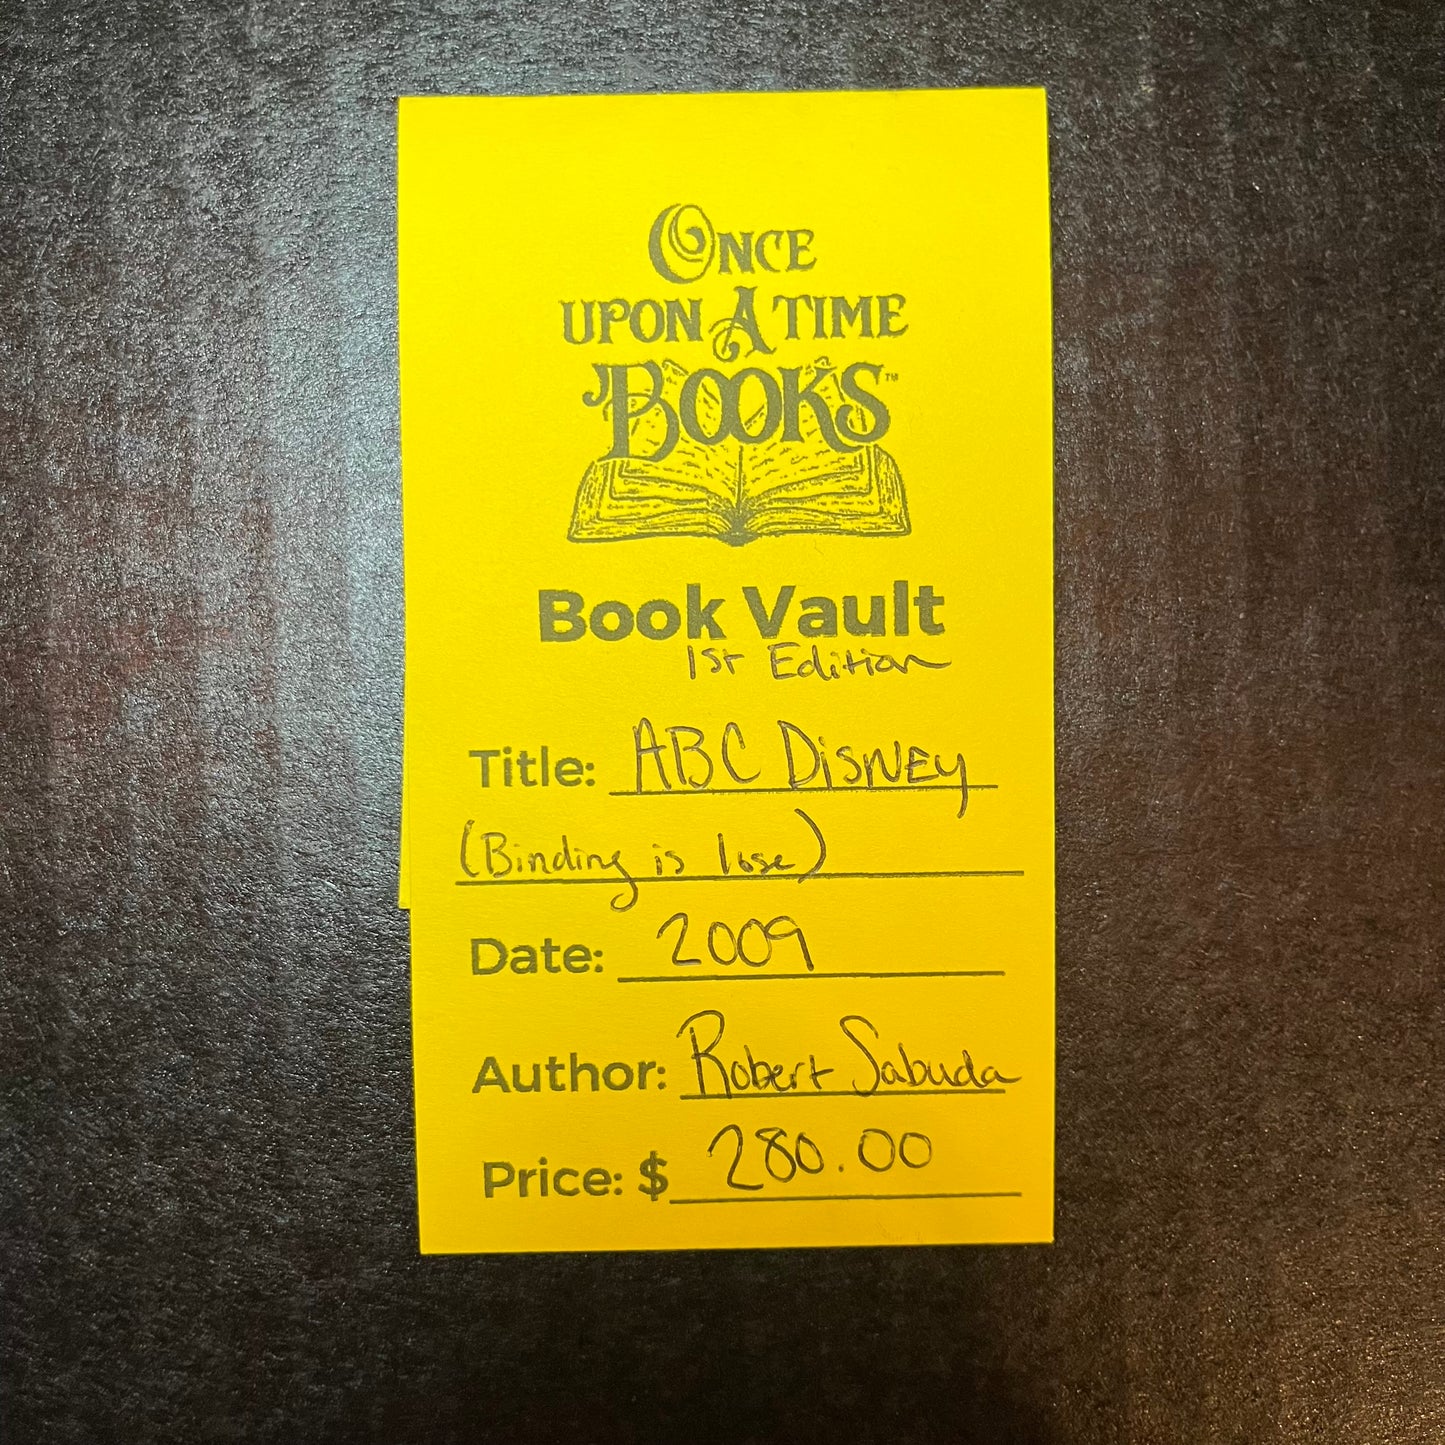 ONCE
UPON A TIME
BOOKS™
Book Vault
1st Edition
Title: ABC Disney
(Binding is lose)
Date: 2009
Author: Robert Sabuda
Price: $ 280.00